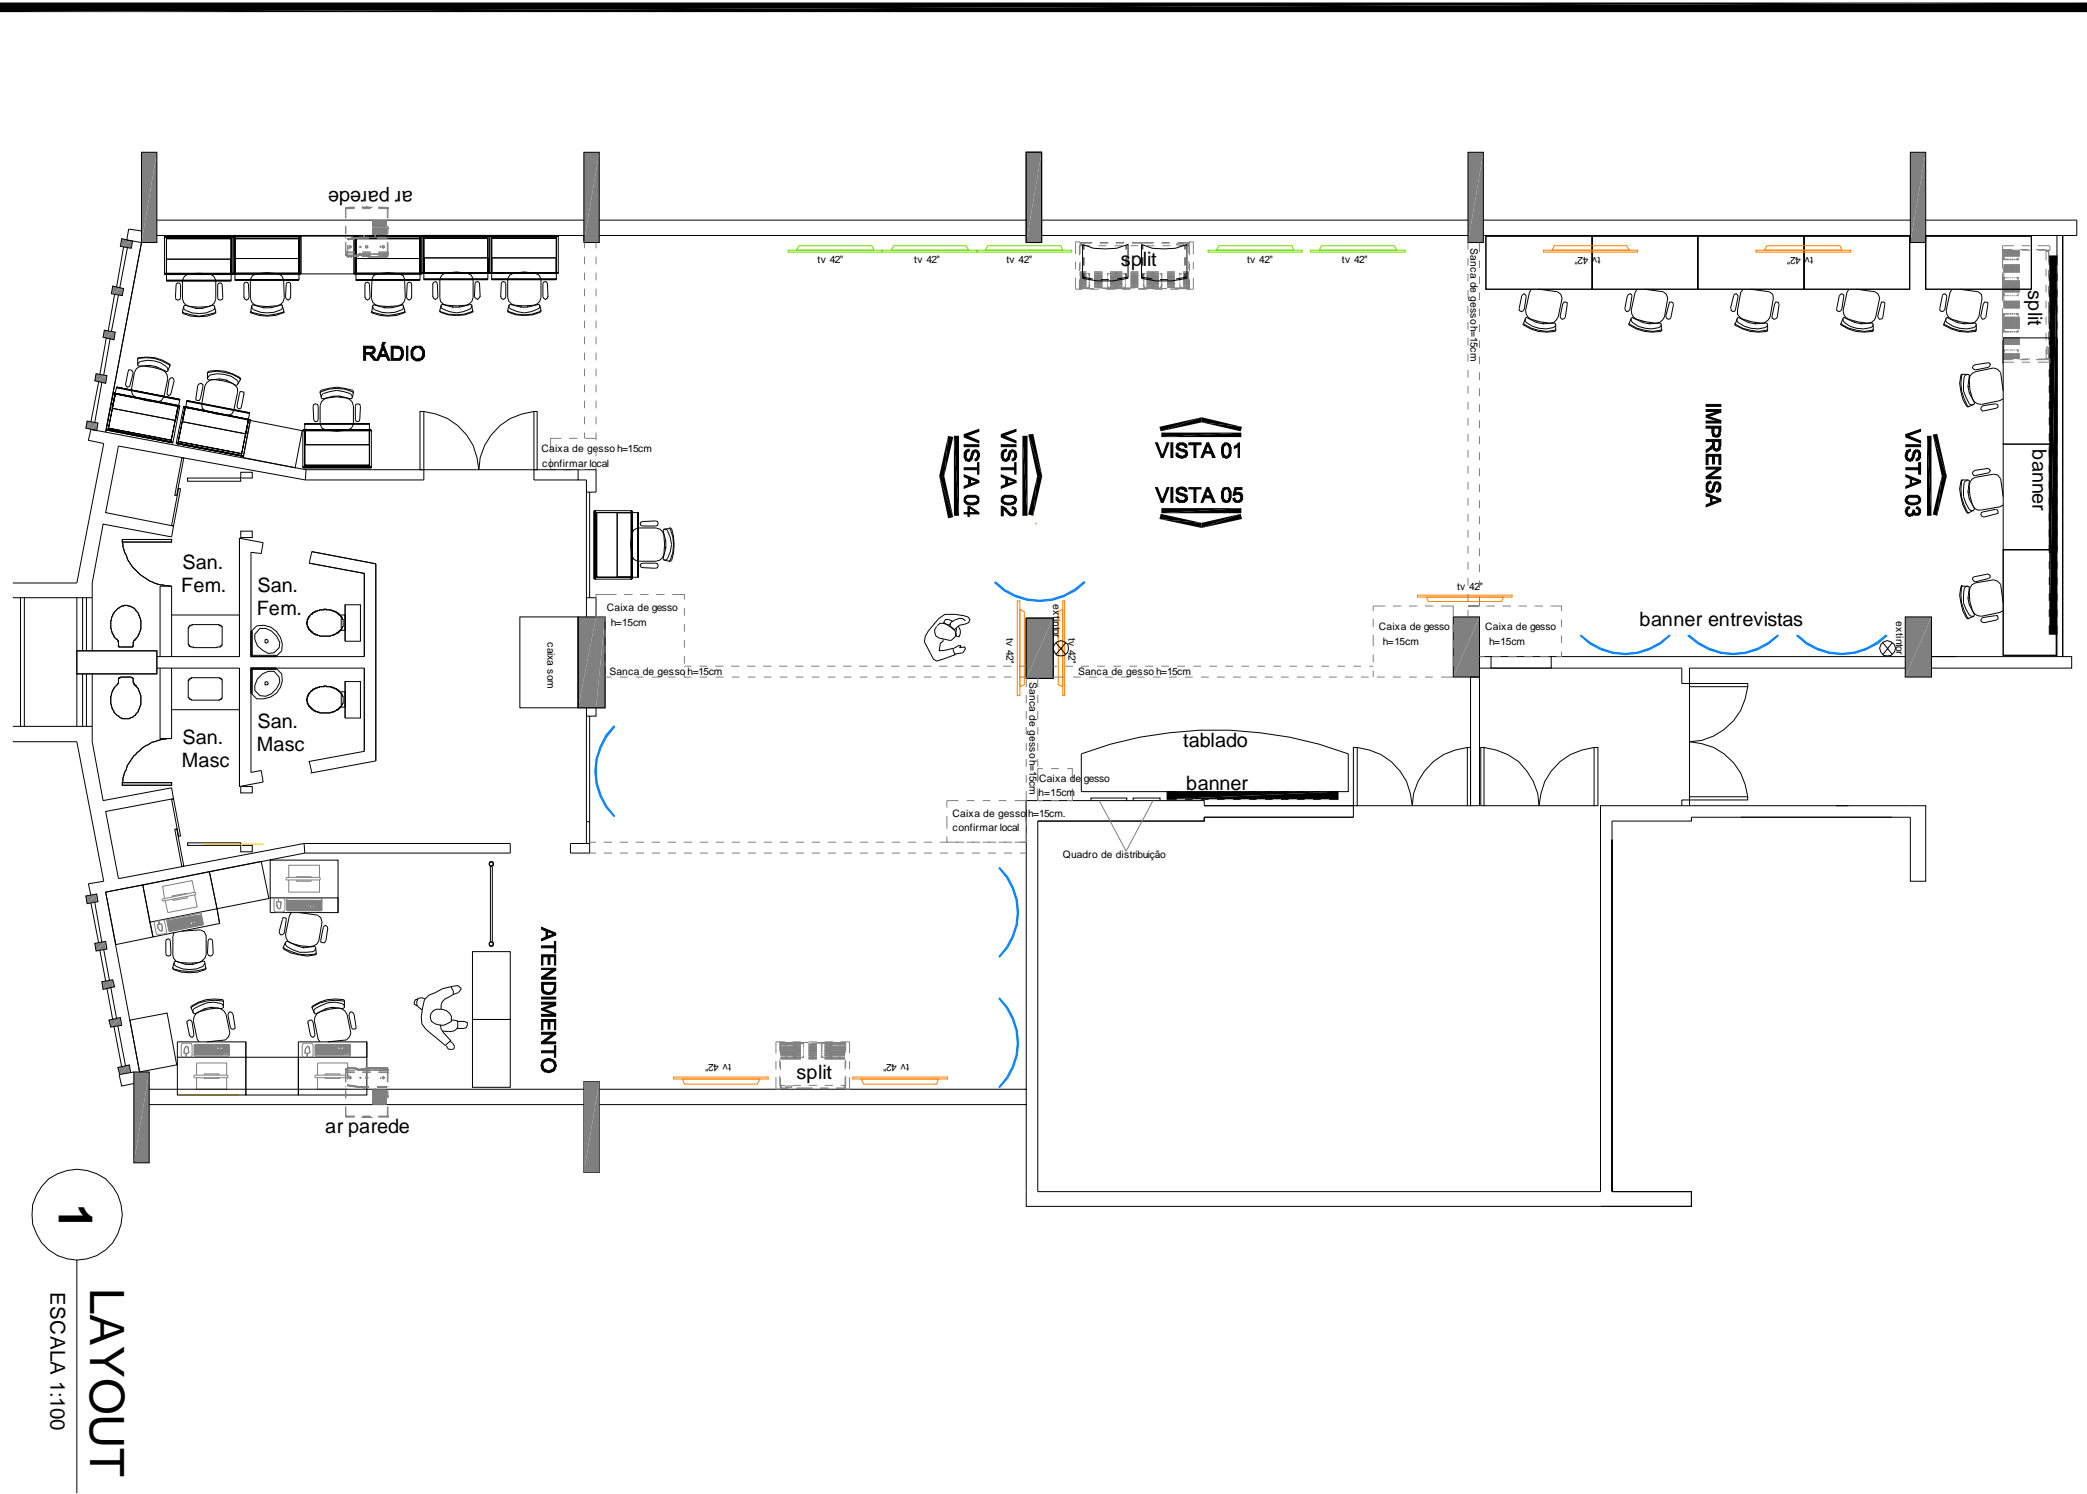 ar parede
tv 42"
tv 42"
tv 42"
split
tv 42"
tv 42"
Sanca de gesso h=15cm
tv 42"
tv 42"
split
RÁDIO
Caixa de gesso h=15cm
confirmar local
VISTA 04
VISTA 02
VISTA 01
VISTA 05
IMPRENSA
VISTA 03
banner
San.
Fem.
San.
Fem.
Caixa de gesso
h=15cm
caixa som
Sanca de gesso h=15cm
tv 42"
extintor
tv 42"
Sanca de gesso h=15cm
tv 42"
Caixa de gesso
h=15cm
Caixa de gesso
h=15cm
banner entrevistas
extintor
San.
Masc
San.
Masc
Sanca de gesso h=15cm
tablado
banner
Caixa de gesso
h=15cm
Caixa de gesso h=15cm.
confirmar local
Quadro de distribuição
ATENDIMENTO
tv 42"
split
tv 42"
ar parede
1
LAYOUT
ESCALA 1:100